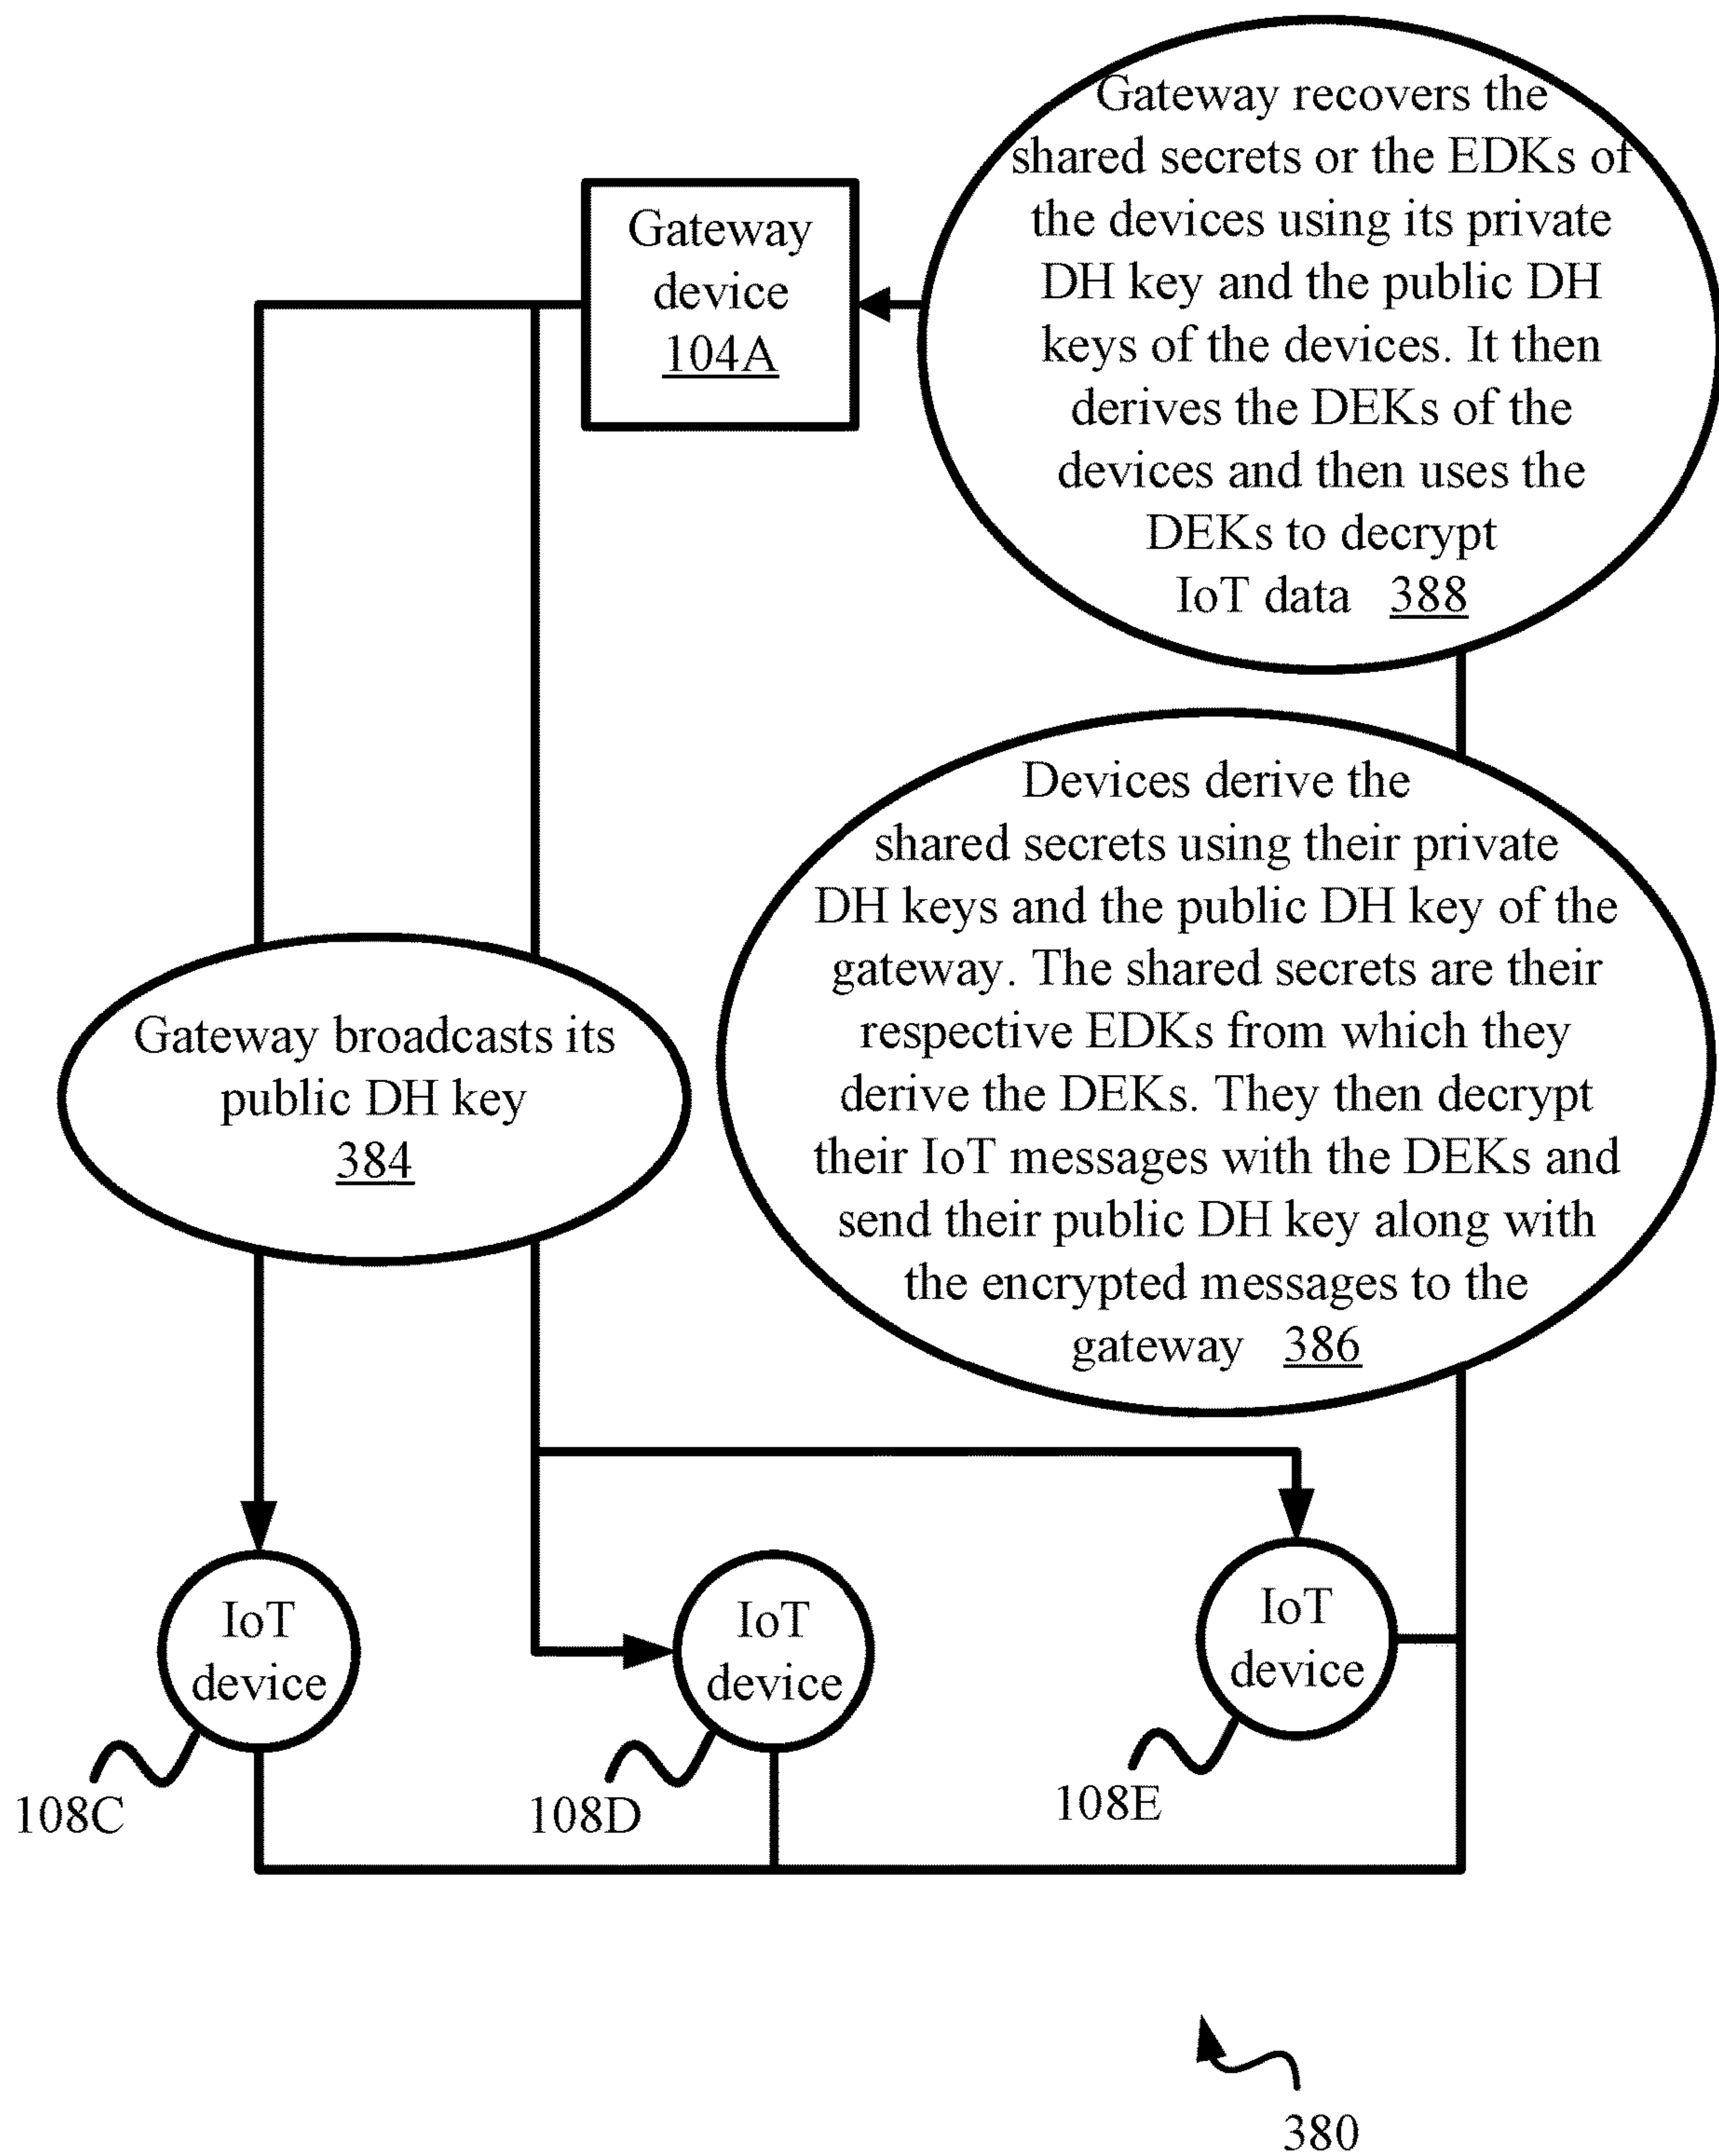 Gateway recovers the
shared secrets or the EDKs of
the devices using its private
DH key and the public DH
keys of the devices. It then
derives the DEKs of the
devices and then uses the
DEKs to decrypt
IoT data 388
Gateway
device
104A
Devices derive the
shared secrets using their private
DH keys and the public DH key of the
gateway. The shared secrets are their
respective EDKs from which they
derive the DEKs. They then decrypt
their IoT messages with the DEKs and
send their public DH key along with
the encrypted messages to the
gateway 386
Gateway broadcasts its
public DH key
384
IoT
device
108C
IoT
device
108D
IoT
device
108E
380